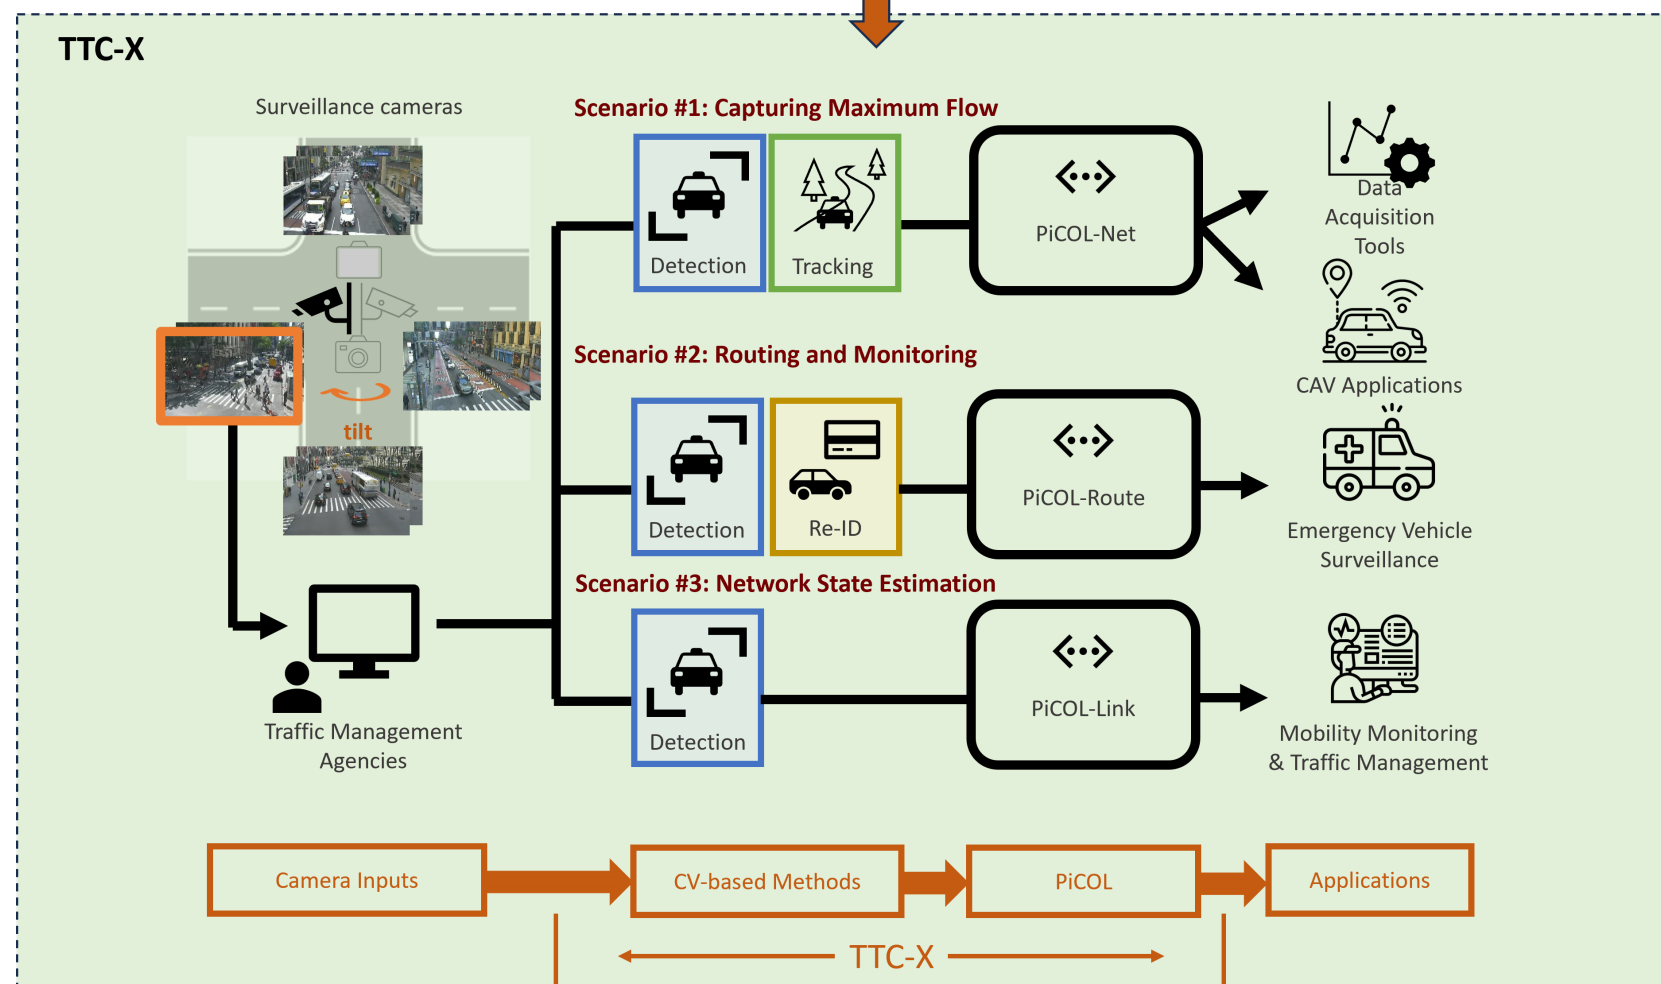 TTC-X
Surveillance cameras
tilt
Traffic Management
Agencies
Scenario #1: Capturing Maximum Flow
Detection
Tracking
PiCOL-Net
Data
Acquisition
Tools
CAV Applications
Scenario #2: Routing and Monitoring
Detection
Re-ID
PiCOL-Route
Emergency Vehicle
Surveillance
Scenario #3: Network State Estimation
Detection
PiCOL-Link
Mobility Monitoring
& Traffic Management
Camera Inputs
CV-based Methods
PiCOL
Applications
TTC-X